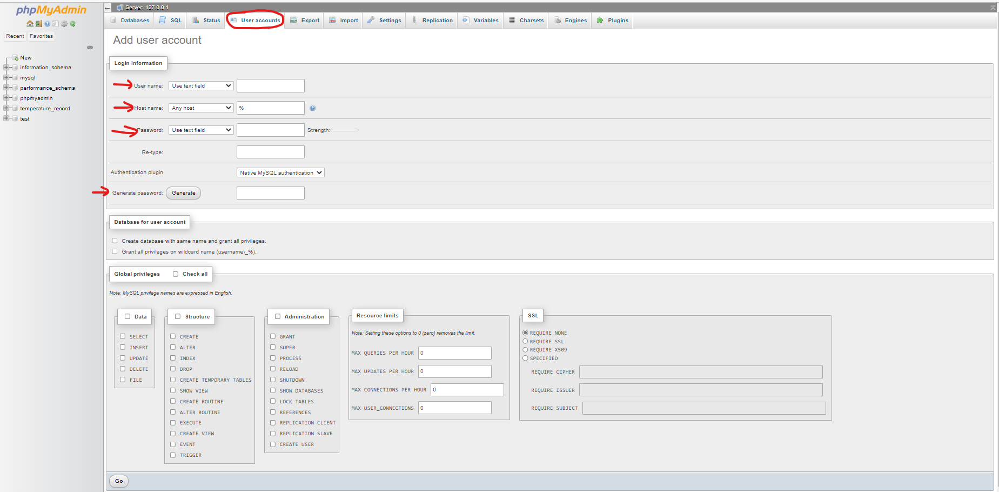 phpMyAdmin
Recent Favorites
New
information_schema
mysql
performance_schema
phpmyadmin
temperature_record
test
Server: 127.0.0.1
Databases SQL Status User accounts Export Import Settings Replication Variables Charsets Engines Plugins
Add user account
Login Information
User name: Use text field
Host name: Any host %
Password: Use text field Strength:
Re-type:
Authentication plugin Native MySQL authentication
Generate password: Generate
Database for user account
Create database with same name and grant all privileges.
Grant all privileges on wildcard name (username\_%).
Global privileges Check all
Note: MySQL privilege names are expressed in English.
Data
SELECT
INSERT
UPDATE
DELETE
FILE
Structure
CREATE
ALTER
INDEX
DROP
CREATE TEMPORARY TABLES
SHOW VIEW
CREATE ROUTINE
ALTER ROUTINE
EXECUTE
CREATE VIEW
EVENT
TRIGGER
Administration
GRANT
SUPER
PROCESS
RELOAD
SHUTDOWN
SHOW DATABASES
LOCK TABLES
REFERENCES
REPLICATION CLIENT
REPLICATION SLAVE
CREATE USER
Resource limits
Note: Setting these options to 0 (zero) removes the limit.
MAX QUERIES PER HOUR 0
MAX UPDATES PER HOUR 0
MAX CONNECTIONS PER HOUR 0
MAX USER_CONNECTIONS 0
SSL
REQUIRE NONE
REQUIRE SSL
REQUIRE X509
SPECIFIED
REQUIRE CIPHER
REQUIRE ISSUER
REQUIRE SUBJECT
Go